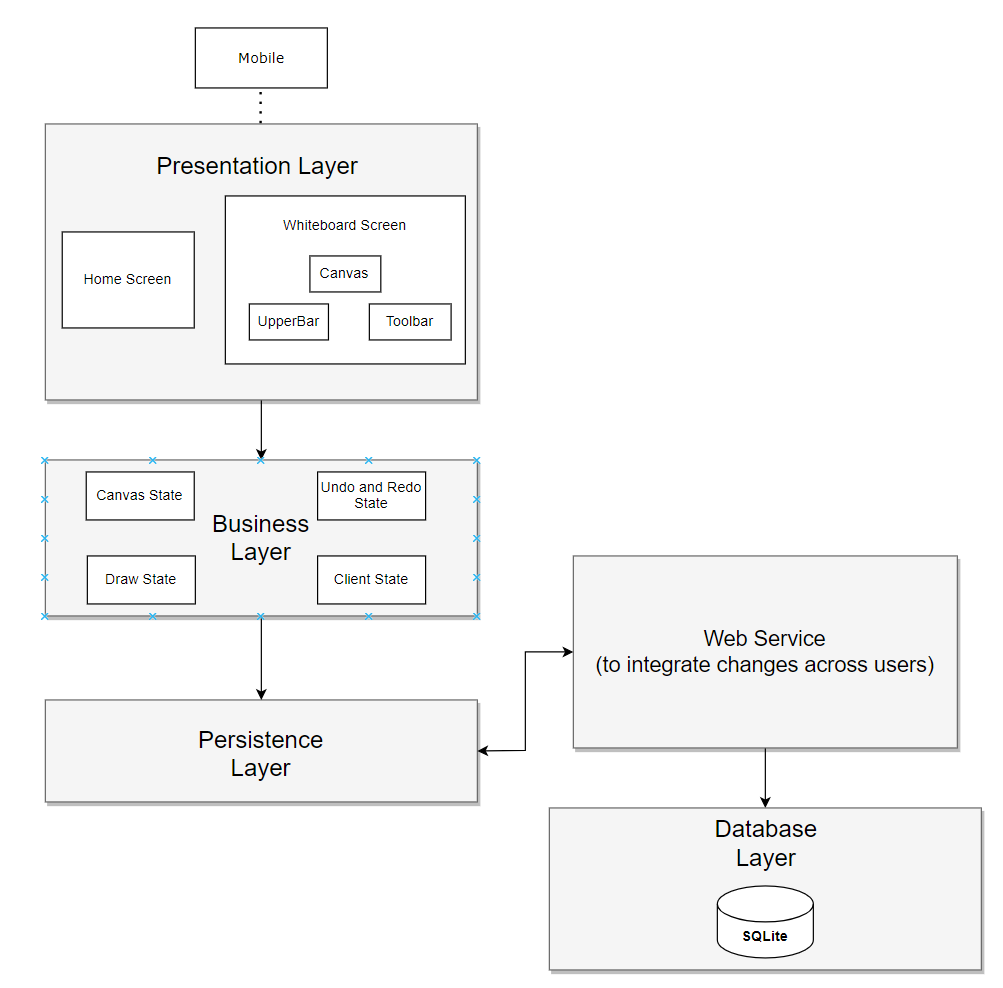 Mobile
Presentation Layer
Whiteboard Screen
Home Screen
Canvas
UpperBar
Toolbar
Canvas State
Undo and Redo
State
Business
Layer
Draw State
Client State
Web Service
(to integrate changes across users)
Persistence
Layer
Database
Layer
SQLite